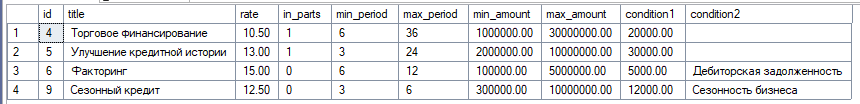 id title rate in_parts min_period max_period min_amount max_amount condition1 condition2
1 4 Торговое финансирование 10.50 1 6 36 1000000.00 30000000.00 20000.00
2 5 Улучшение кредитной истории 13.00 1 3 24 2000000.00 10000000.00 30000.00
3 6 Факторинг 15.00 0 6 12 100000.00 5000000.00 5000.00 Дебиторская задолженность
4 9 Сезонный кредит 12.50 0 3 6 300000.00 10000000.00 12000.00 Сезонность бизнеса